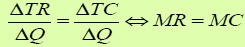 ΔTR/ΔQ = ΔTC/ΔQ ⇔ MR = MC